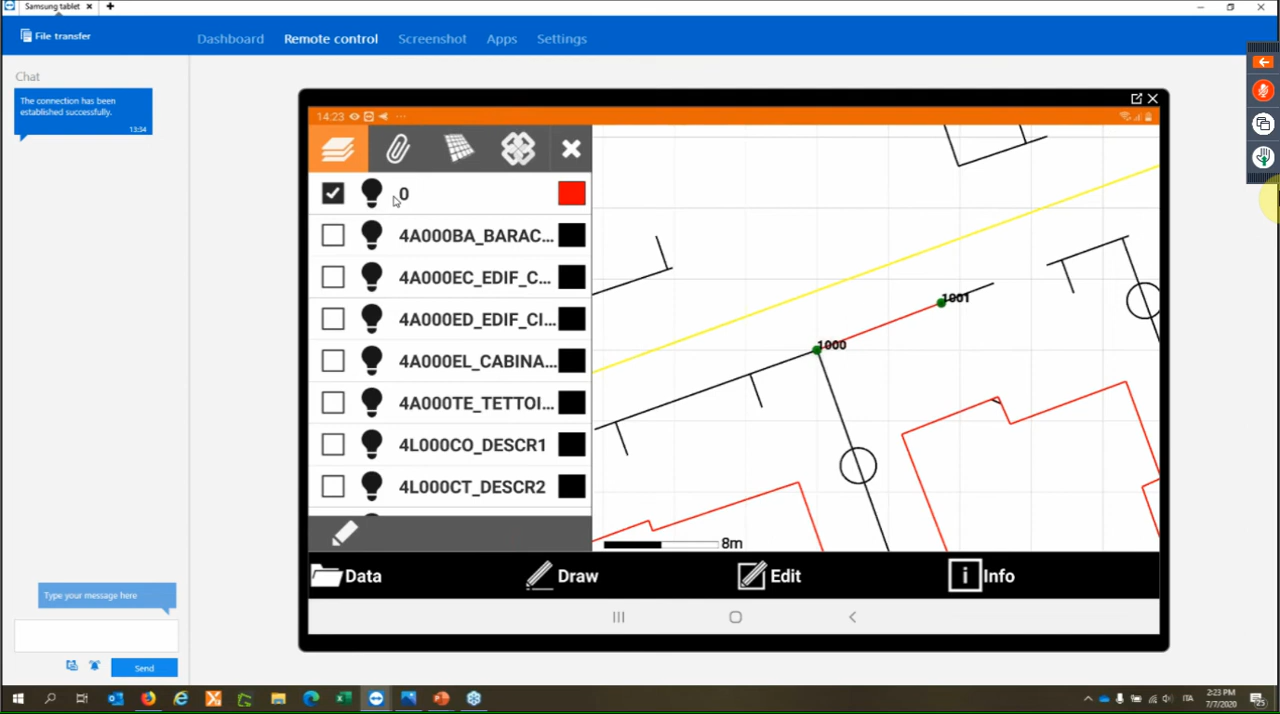 Samsung tablet
File transfer
Dashboard
Remote control
Screenshot
Apps
Settings
Chat
The connection has been
established successfully.
13:34
14:23
0
4A000BA_BARAC...
4A000EC_EDIF_C...
4A000ED_EDIF_CI...
4A000EL_CABINA...
4A000TE_TETTOI...
4L000CO_DESCR1
4L000CT_DESCR2
1001
1000
8m
Data
Draw
Edit
Info
Type your message here
Send
ITA
2:23 PM
7/7/2020
25